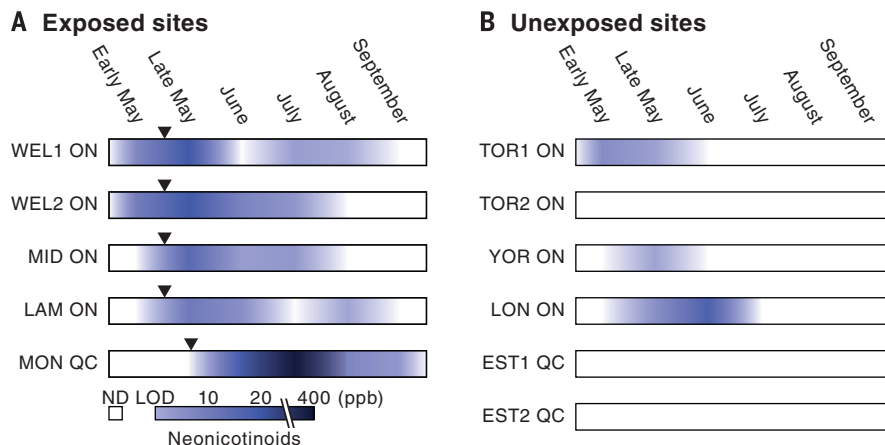 A Exposed sites
Early May
Late May
June
July
August
September
WEL1 ON
WEL2 ON
MID ON
LAM ON
MON QC
ND LOD 10 20 400 (ppb)
Neonicotinoids
B Unexposed sites
Early May
Late May
June
July
August
September
TOR1 ON
TOR2 ON
YOR ON
LON ON
EST1 QC
EST2 QC